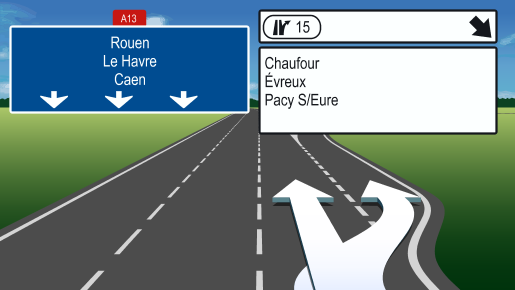 A13
Rouen
Le Havre
Caen
15
Chaufour
Évreux
Pacy S/Eure